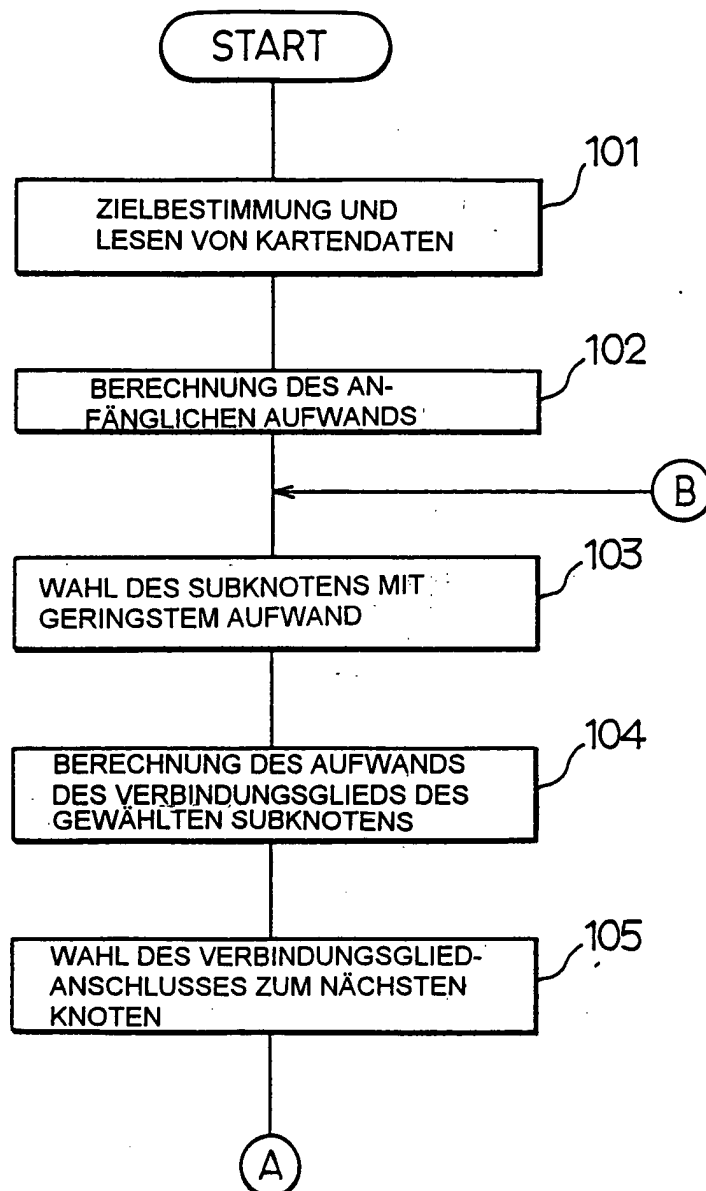 START
101
ZIELBESTIMMUNG UND
LESEN VON KARTENDATEN
102
BERECHNUNG DES AN-
FÄNGLICHEN AUFWANDS
B
103
WAHL DES SUBKNOTENS MIT
GERINGSTEM AUFWAND
104
BERECHNUNG DES AUFWANDS
DES VERBINDUNGSGLIEDS DES
GEWÄHLTEN SUBKNOTENS
105
WAHL DES VERBINDUNGSGLIED-
ANSCHLUSSES ZUM NÄCHSTEN
KNOTEN
A